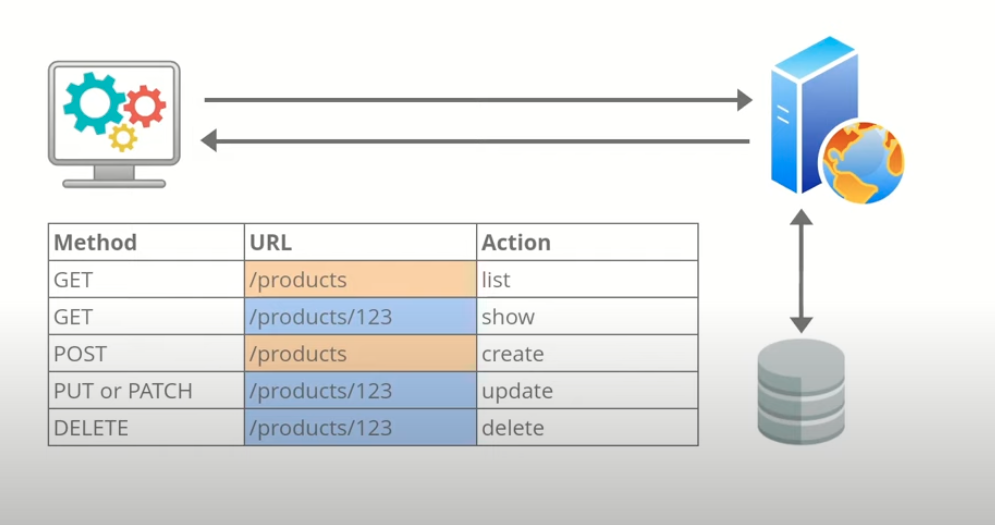 Method URL Action
GET /products list
GET /products/123 show
POST /products create
PUT or PATCH /products/123 update
DELETE /products/123 delete